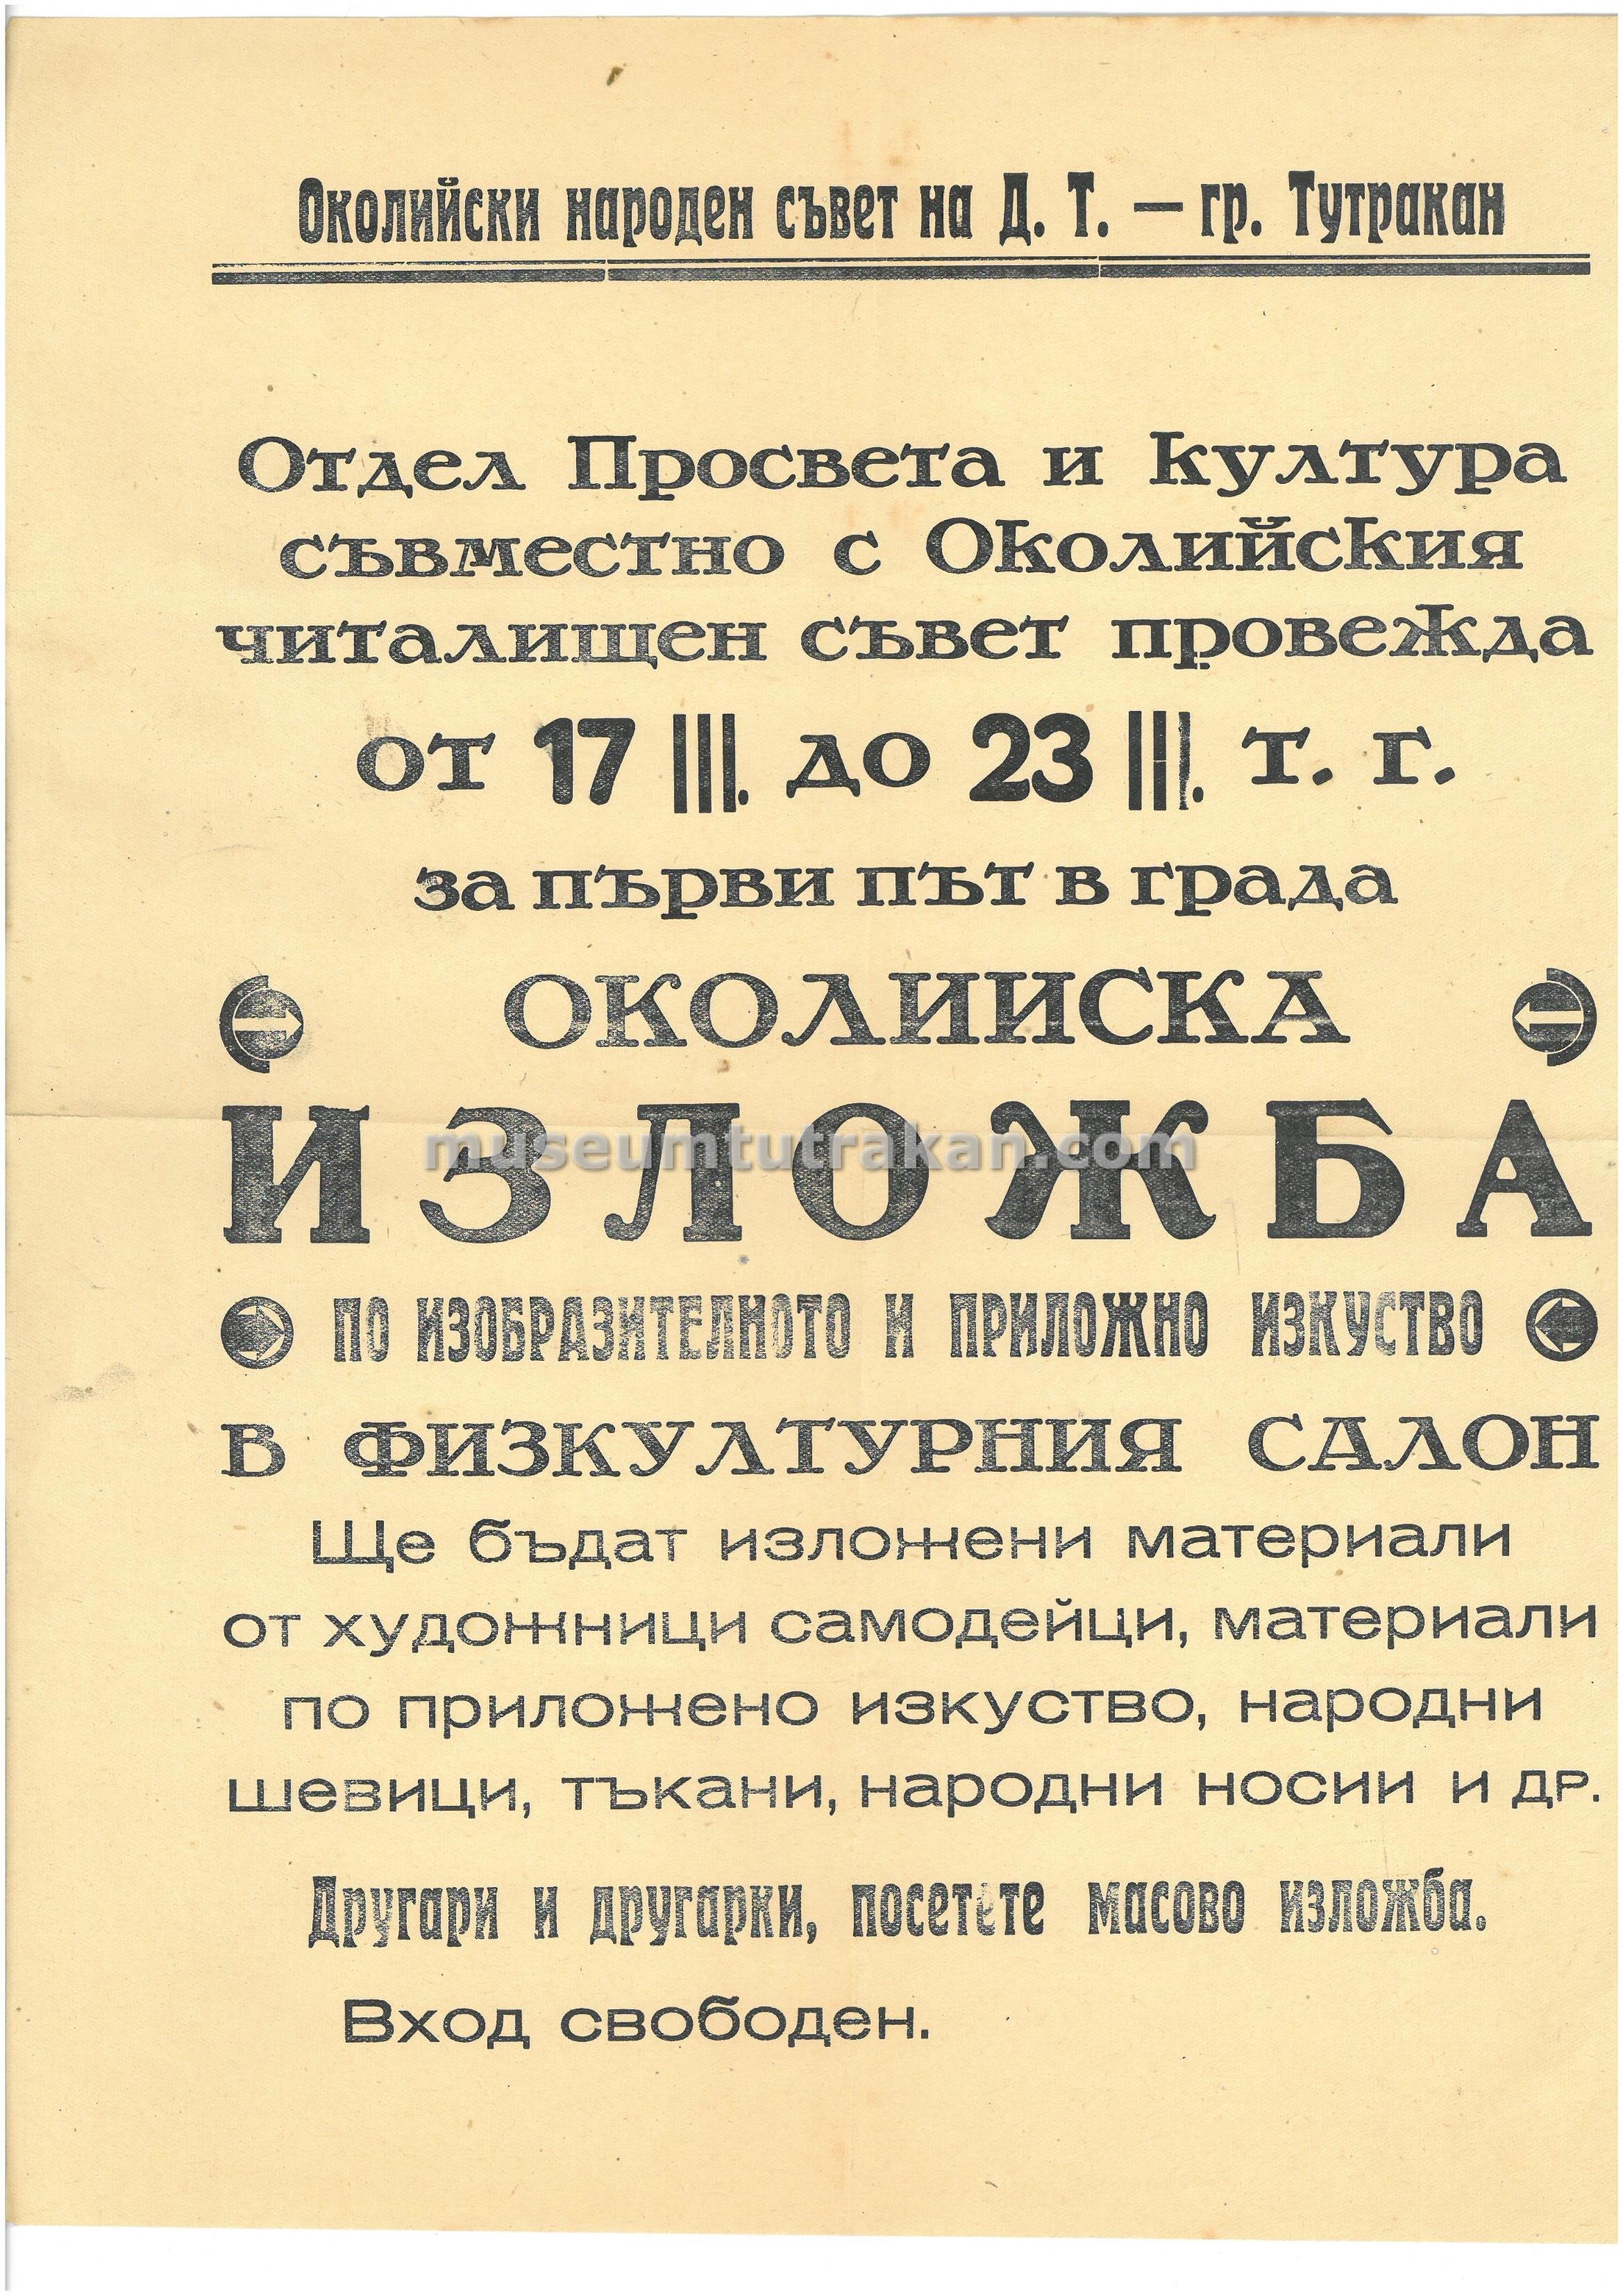 Околийски народен съвет на Д. Т. — гр. Тутракан
Отдел Просвета и Култура
съвместно с Околийския
читалищен съвет провежда
от 17 III. до 23 III. т. г.
за първи път в града
ОКОЛИИСКА
ИЗЛОЖБА
museumtutrakan.com
ПО ИЗОБРАЗИТЕЛНОТО И ПРИЛОЖНО ИЗКУСТВО
В ФИЗКУЛТУРНИЯ САЛОН
Ще бъдат изложени материали
от художници самодейци, материали
по приложено изкуство, народни
шевици, тъкани, народни носии и др.
Другари и другарки, посетете масово изложба.
Вход свободен.